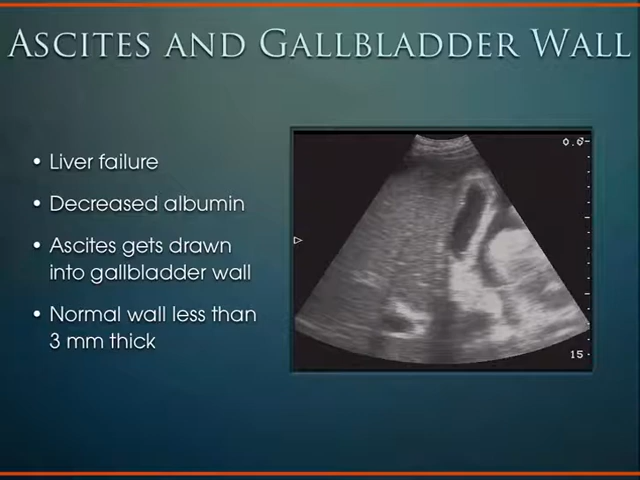 ASCITES AND GALLBLADDER WALL
• Liver failure
• Decreased albumin
• Ascites gets drawn
into gallbladder wall
• Normal wall less than
3 mm thick
0.0
15